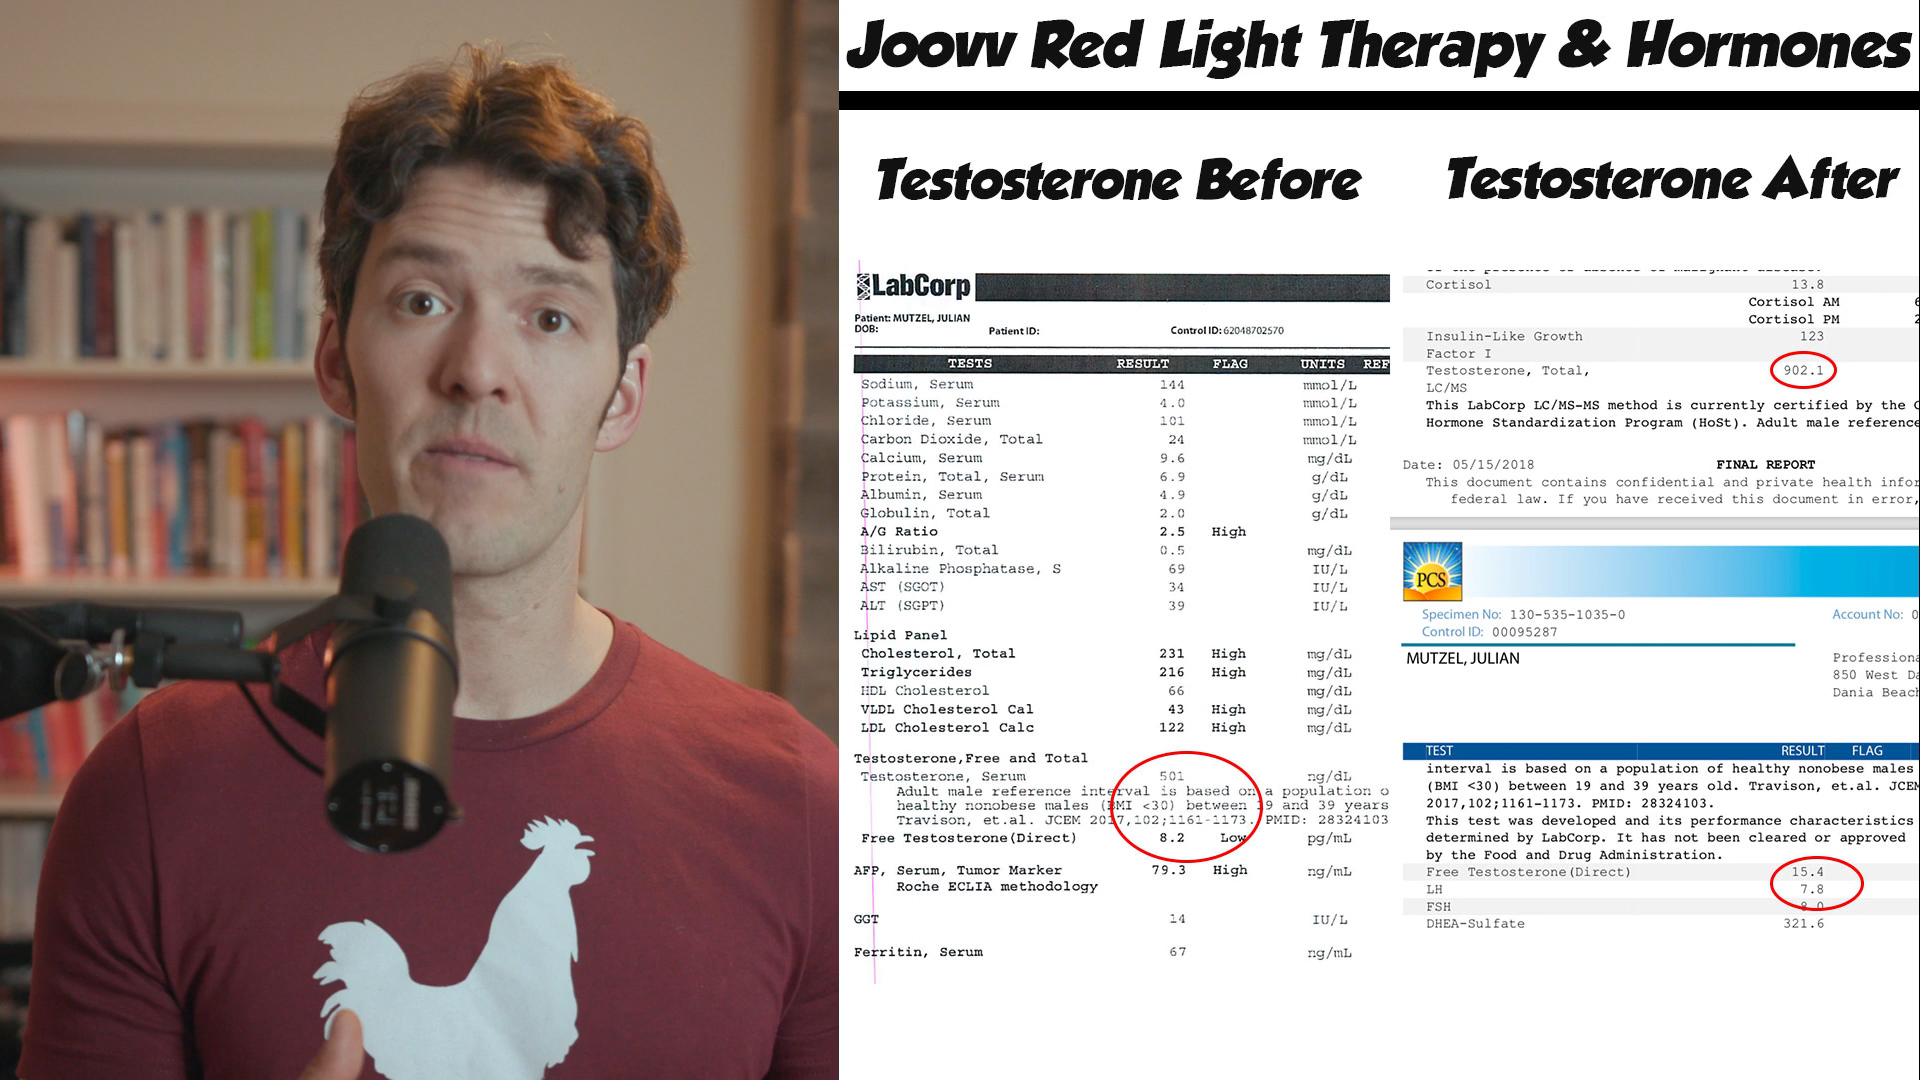 Joovv Red Light Therapy & Hormones
Testosterone Before
LabCorp
Patient: MUTZEL, JULIAN
DOB:
Patient ID:
Control ID: 62048702570
TESTS RESULT FLAG UNITS REF
Sodium, Serum 144 mmol/L
Potassium, Serum 4.0 mmol/L
Chloride, Serum 101 mmol/L
Carbon Dioxide, Total 24 mmol/L
Calcium, Serum 9.6 mg/dL
Protein, Total, Serum 6.9 g/dL
Albumin, Serum 4.9 g/dL
Globulin, Total 2.0 g/dL
A/G Ratio 2.5 High
Bilirubin, Total 0.5 mg/dL
Alkaline Phosphatase, S 69 IU/L
AST (SGOT) 34 IU/L
ALT (SGPT) 39 IU/L
Lipid Panel
Cholesterol, Total 231 High mg/dL
Triglycerides 216 High mg/dL
HDL Cholesterol 66 mg/dL
VLDL Cholesterol Cal 43 High mg/dL
LDL Cholesterol Calc 122 High mg/dL
Testosterone,Free and Total
Testosterone, Serum 501 ng/dL
Adult male reference interval is based on a population o
healthy nonobese males (BMI <30) between 19 and 39 years
Travison, et.al. JCEM 2017,102;1161-1173. PMID: 28324103
Free Testosterone(Direct) 8.2 Low pg/mL
AFP, Serum, Tumor Marker 79.3 High ng/mL
Roche ECLIA methodology
GGT 14 IU/L
Ferritin, Serum 67 ng/mL
Testosterone After
Cortisol 13.8
Cortisol AM 6
Cortisol PM 2
Insulin-Like Growth 123
Factor I
Testosterone, Total, 902.1
LC/MS
This LabCorp LC/MS-MS method is currently certified by the C
Hormone Standardization Program (HoSt). Adult male reference
Date: 05/15/2018 FINAL REPORT
This document contains confidential and private health infor
federal law. If you have received this document in error,
PCS
Specimen No: 130-535-1035-0 Account No: 0
Control ID: 00095287
MUTZEL, JULIAN
Professiona
850 West Da
Dania Beach
TEST RESULT FLAG
interval is based on a population of healthy nonobese males
(BMI <30) between 19 and 39 years old. Travison, et.al. JCEM
2017,102;1161-1173. PMID: 28324103.
This test was developed and its performance characteristics
determined by LabCorp. It has not been cleared or approved
by the Food and Drug Administration.
Free Testosterone(Direct) 15.4
LH 7.8
FSH 8.0
DHEA-Sulfate 321.6